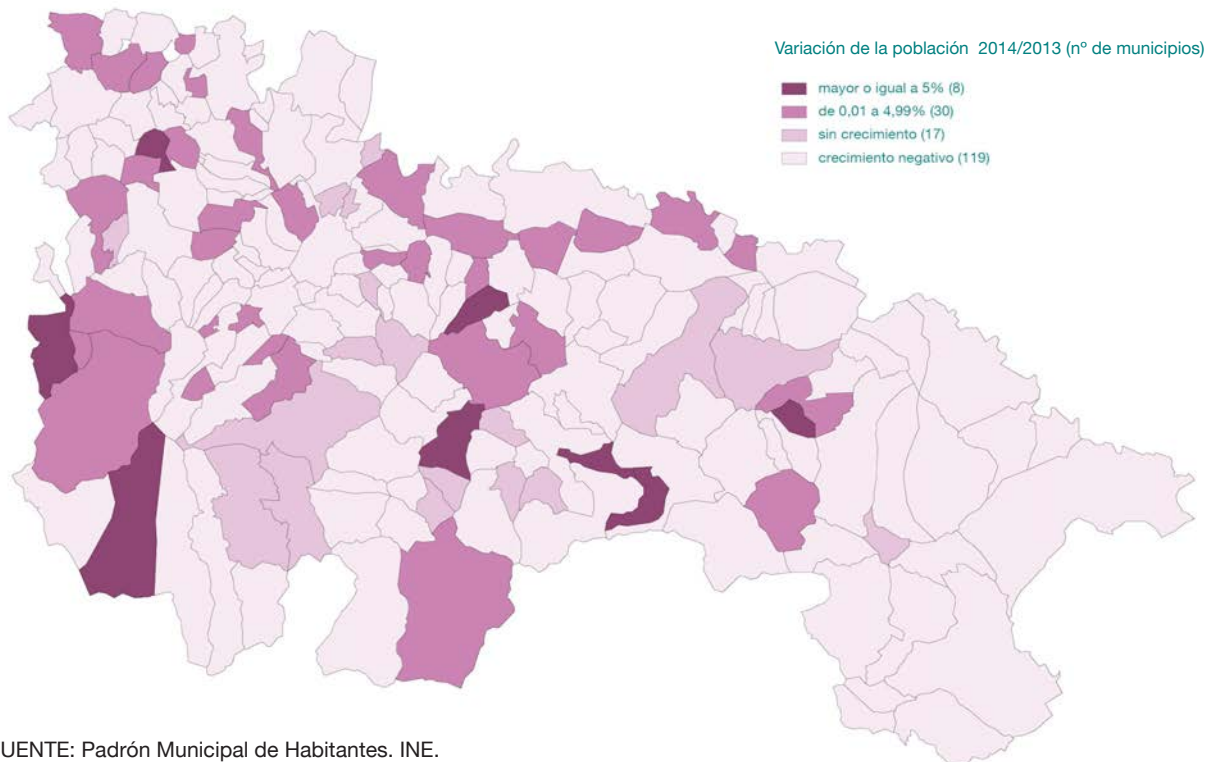 Variación de la población 2014/2013 (nº de municipios)
mayor o igual a 5% (8)
de 0,01 a 4,99% (30)
sin crecimiento (17)
crecimiento negativo (119)
UENTE: Padrón Municipal de Habitantes. INE.